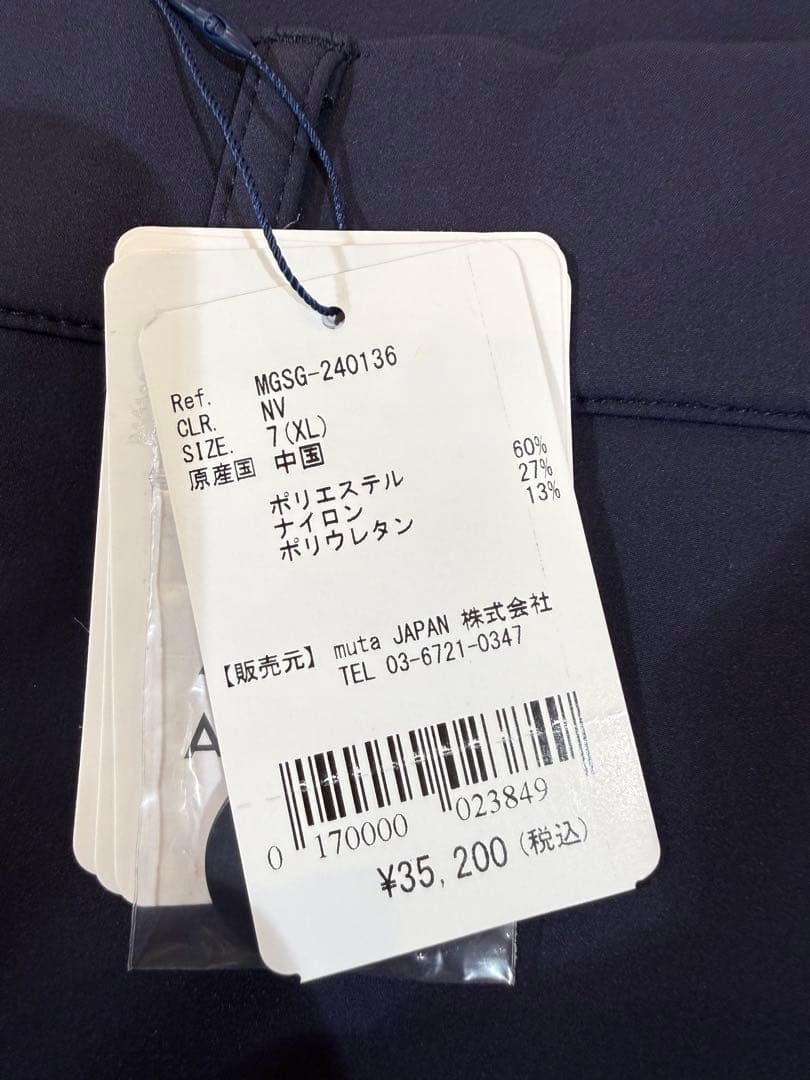 Ref. MGSG-240136
CLR. NV
SIZE. 7(XL)
原産国 中国
ポリエステル 60%
ナイロン 27%
ポリウレタン 13%
【販売元】 muta JAPAN 株式会社
TEL 03-6721-0347
0 170000 023849
¥35,200(税込)
A